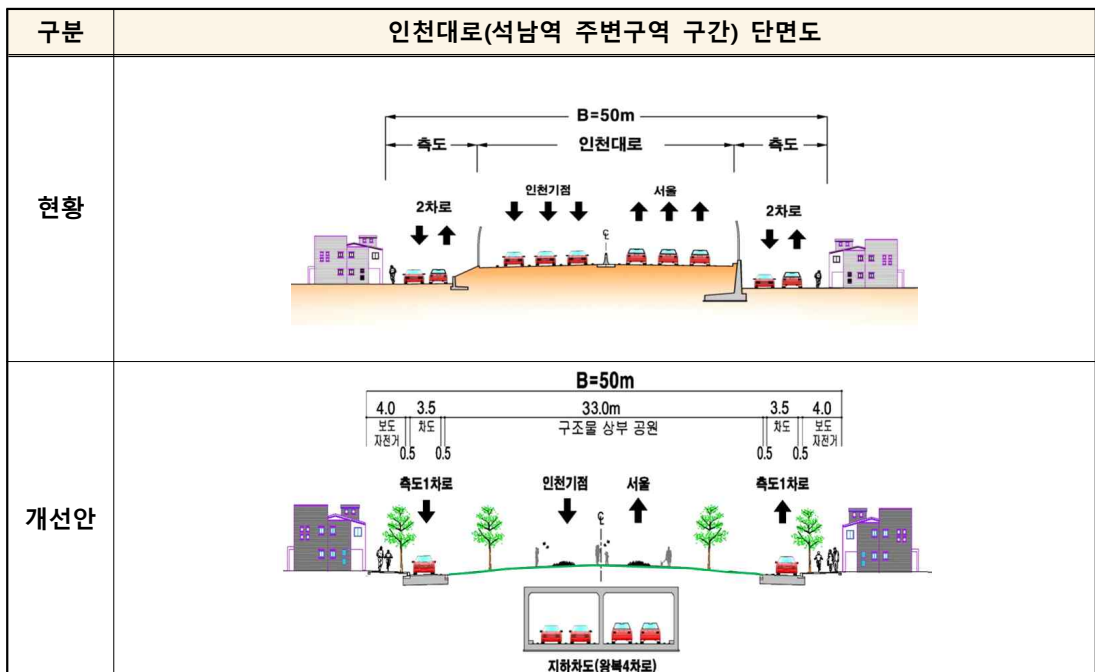 구분
인천대로(석남역 주변구역 구간) 단면도
현황
B=50m
측도 인천대로 측도
인천기점 서울
2차로 2차로
℄
개선안
B=50m
4.0 3.5 33.0m 3.5 4.0
보도 차도 구조물 상부 공원 차도 보도
자전거 자전거
0.5 0.5 0.5 0.5
측도1차로 인천기점 서울 측도1차로
℄
지하차도(왕복4차로)